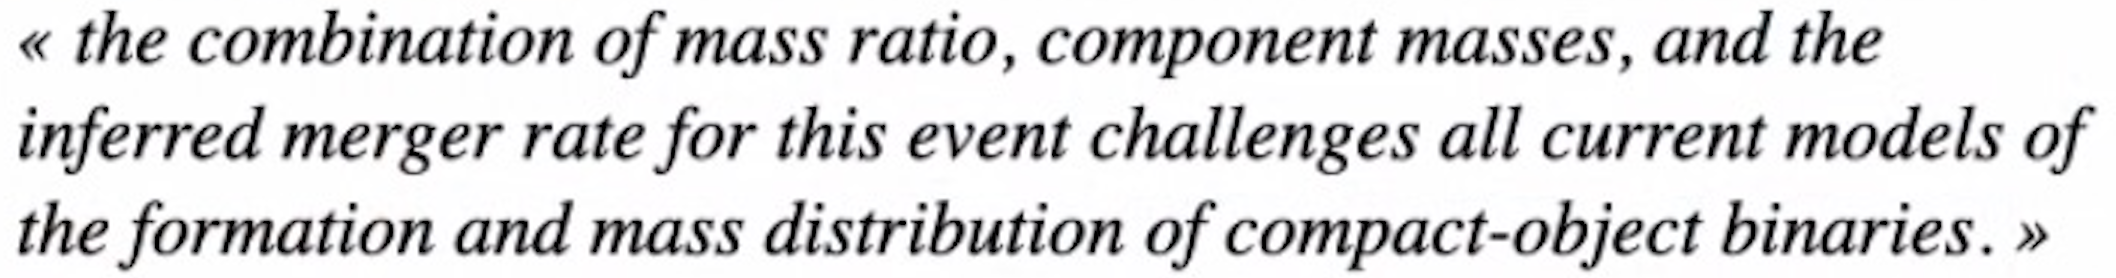 « the combination of mass ratio, component masses, and the
inferred merger rate for this event challenges all current models of
the formation and mass distribution of compact-object binaries. »